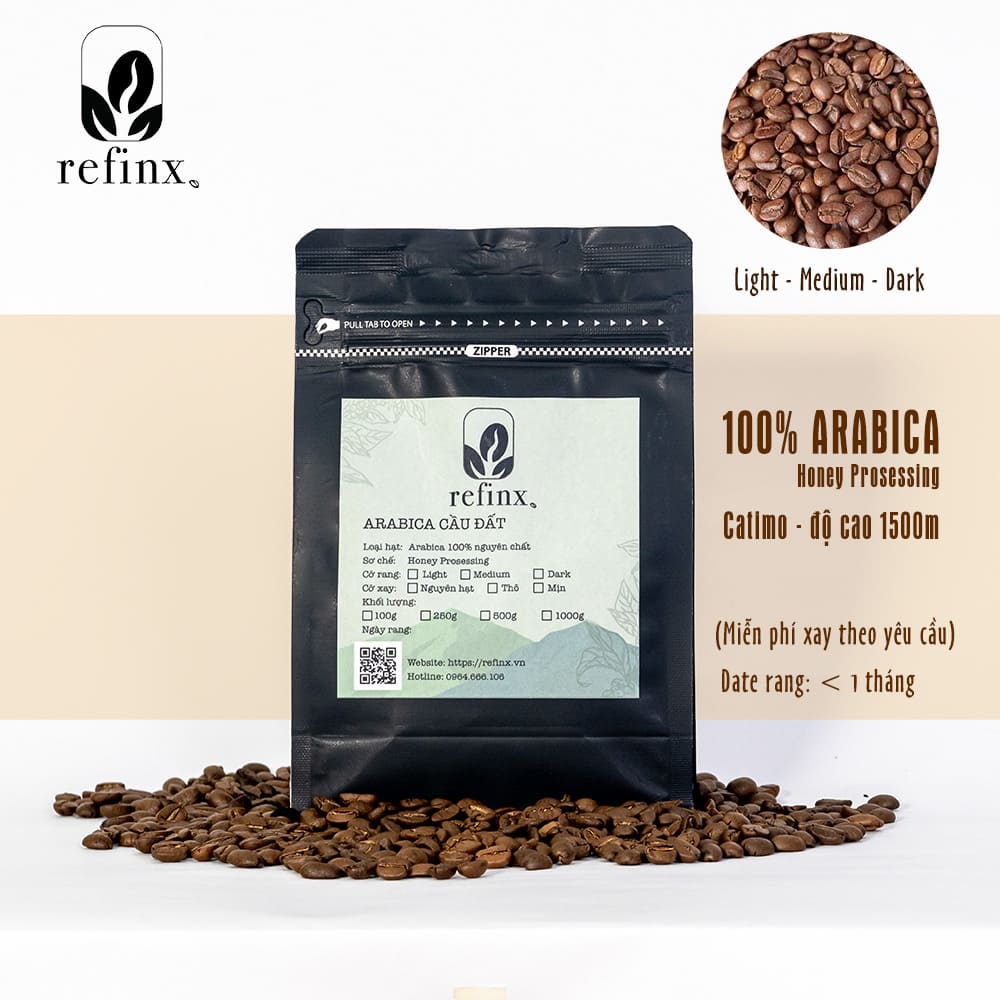 refinx
Light - Medium - Dark
PULL TAB TO OPEN
ZIPPER
refinx
ARABICA CẦU ĐẤT
Loại hạt: Arabica 100% nguyên chất
Sơ chế: Honey Prosessing
Cỡ rang: Light Medium Dark
Cỡ xay: Nguyên hạt Thô Mịn
Khối lượng:
100g 250g 500g 1000g
Ngày rang:
Website: https://refinx.vn
Hotline: 0964.666.106
100% ARABICA
Honey Prosessing
Catimo - độ cao 1500m
(Miễn phí xay theo yêu cầu)
Date rang: < 1 tháng